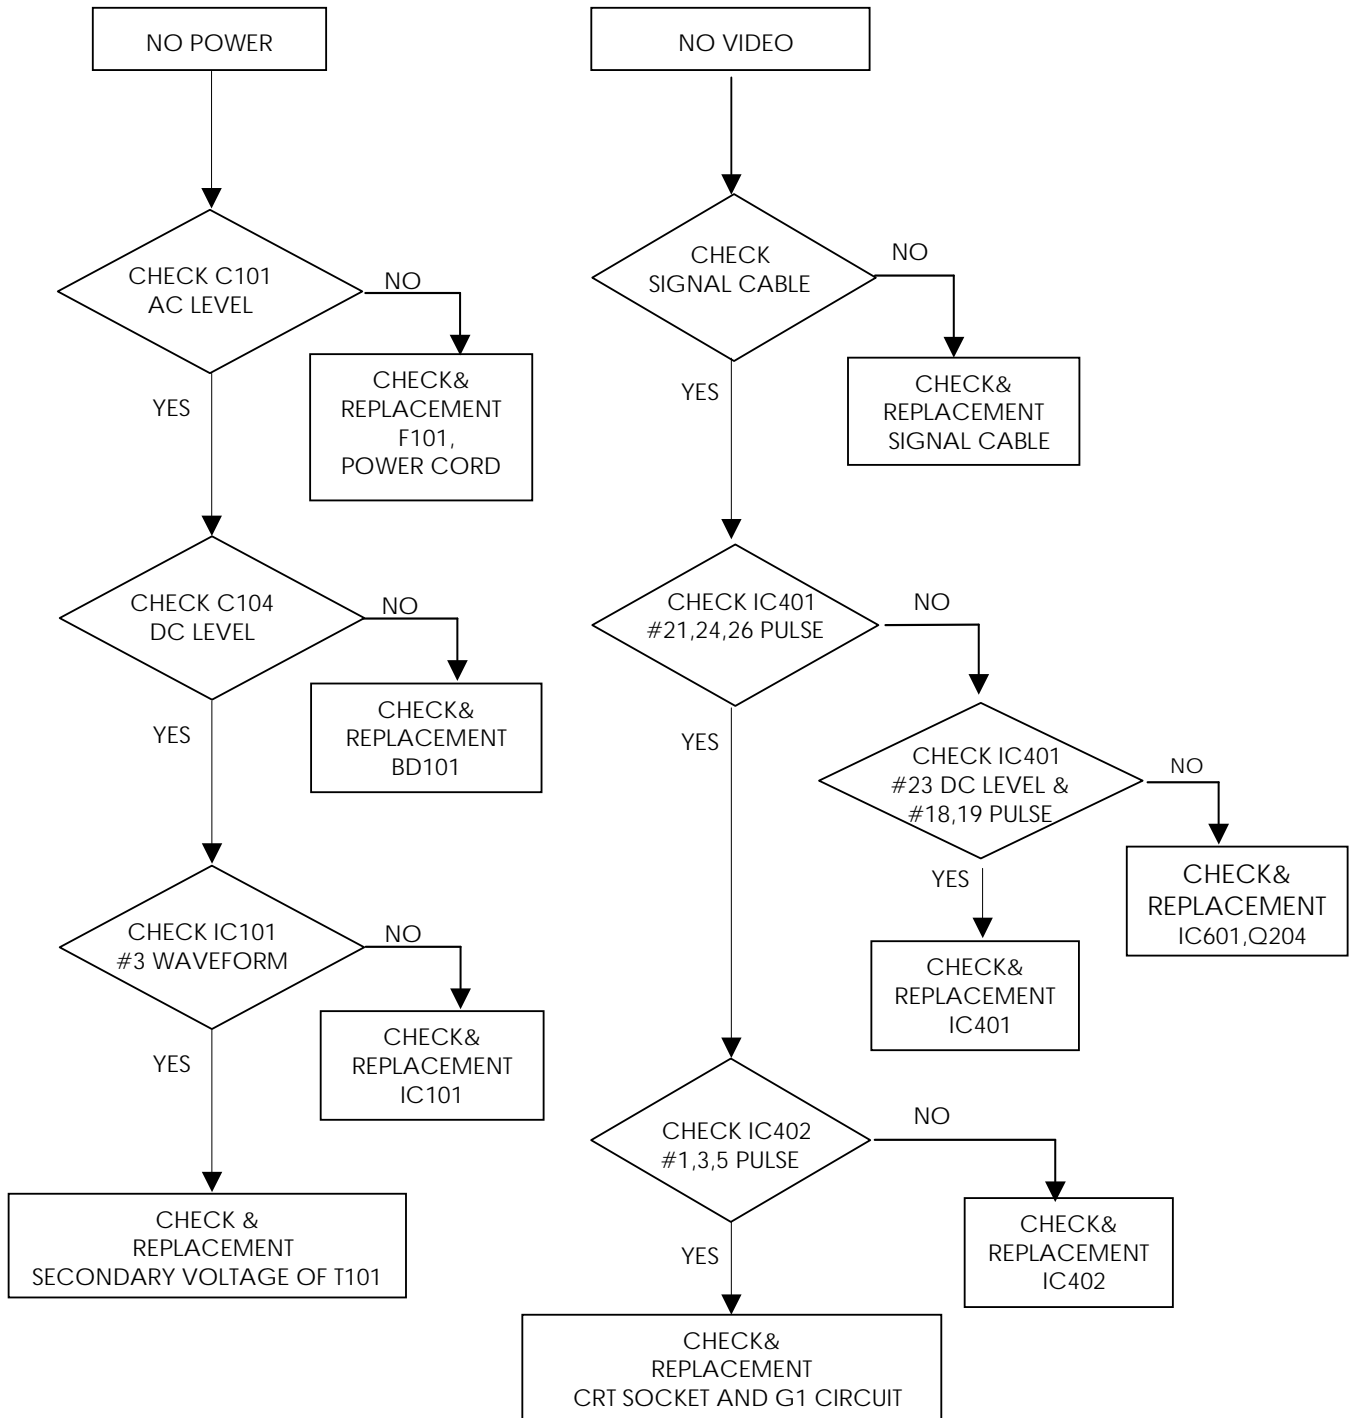 NO POWER
CHECK C101
AC LEVEL
NO
CHECK&
REPLACEMENT
F101,
POWER CORD
YES
CHECK C104
DC LEVEL
NO
CHECK&
REPLACEMENT
BD101
YES
CHECK IC101
#3 WAVEFORM
NO
CHECK&
REPLACEMENT
IC101
YES
CHECK &
REPLACEMENT
SECONDARY VOLTAGE OF T101
NO VIDEO
CHECK
SIGNAL CABLE
NO
CHECK&
REPLACEMENT
SIGNAL CABLE
YES
CHECK IC401
#21,24,26 PULSE
NO
CHECK IC401
#23 DC LEVEL &
#18,19 PULSE
NO
CHECK&
REPLACEMENT
IC601,Q204
YES
CHECK&
REPLACEMENT
IC401
YES
CHECK IC402
#1,3,5 PULSE
NO
CHECK&
REPLACEMENT
IC402
YES
CHECK&
REPLACEMENT
CRT SOCKET AND G1 CIRCUIT